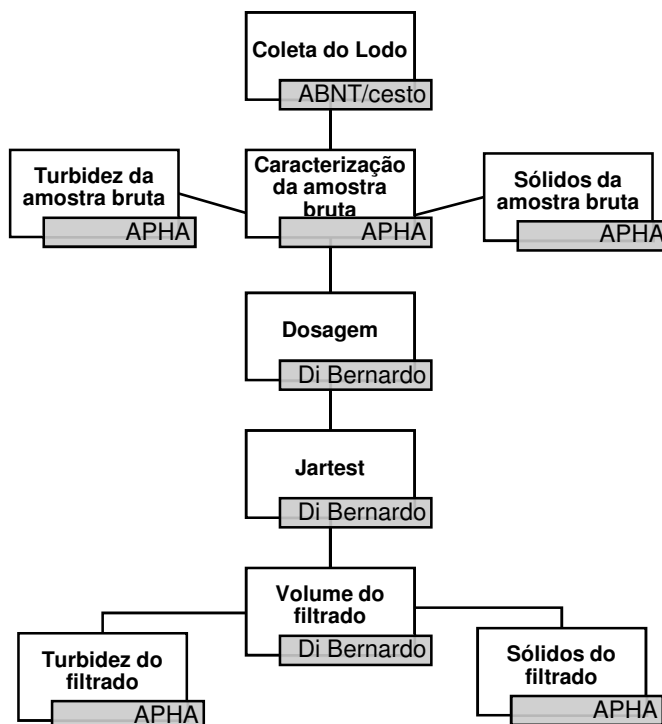 Coleta do Lodo
ABNT/cesto
Turbidez da
amostra bruta
APHA
Caracterização
da amostra
bruta
APHA
Sólidos da
amostra bruta
APHA
Dosagem
Di Bernardo
Jartest
Di Bernardo
Volume do
filtrado
Di Bernardo
Turbidez do
filtrado
APHA
Sólidos do
filtrado
APHA